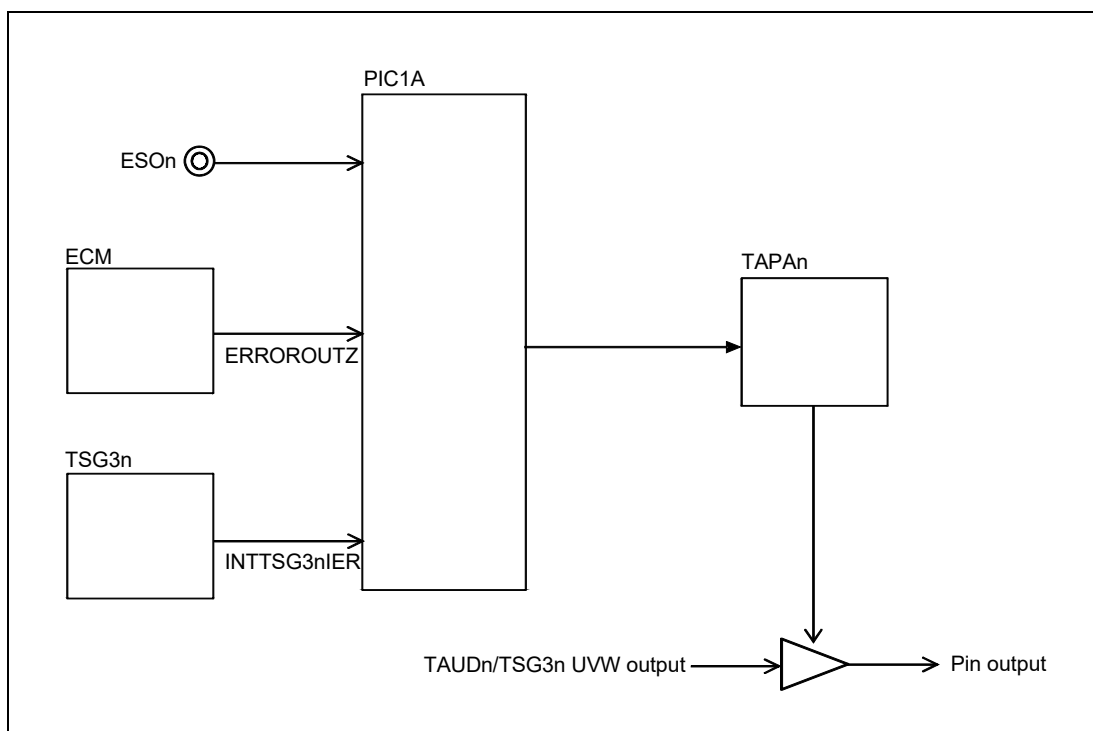 PIC1A
ESOn
ECM
ERROROUTZ
TAPAn
TSG3n
INTTSG3nIER
TAUDn/TSG3n UVW output
Pin output